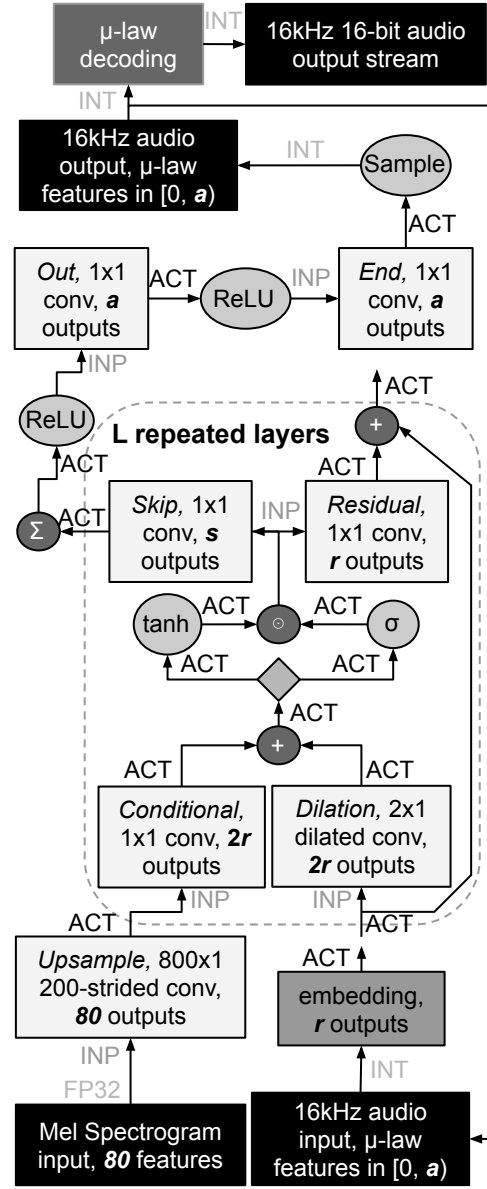 µ-law
decoding
INT
16kHz 16-bit audio
output stream
INT
16kHz audio
output, µ-law
features in [0, a)
INT
Sample
ACT
Out, 1x1
conv, a
outputs
ACT
ReLU
INP
End, 1x1
conv, a
outputs
INP
ACT
ReLU
L repeated layers
+
ACT
ACT
Σ
ACT
Skip, 1x1
conv, s
outputs
INP
Residual,
1x1 conv,
r outputs
tanh
ACT
⊙
ACT
σ
ACT
ACT
ACT
+
ACT
ACT
Conditional,
1x1 conv, 2r
outputs
Dilation, 2x1
dilated conv,
2r outputs
INP
INP
ACT
ACT
Upsample, 800x1
200-strided conv,
80 outputs
ACT
embedding,
r outputs
INP
FP32
INT
Mel Spectrogram
input, 80 features
16kHz audio
input, µ-law
features in [0, a)